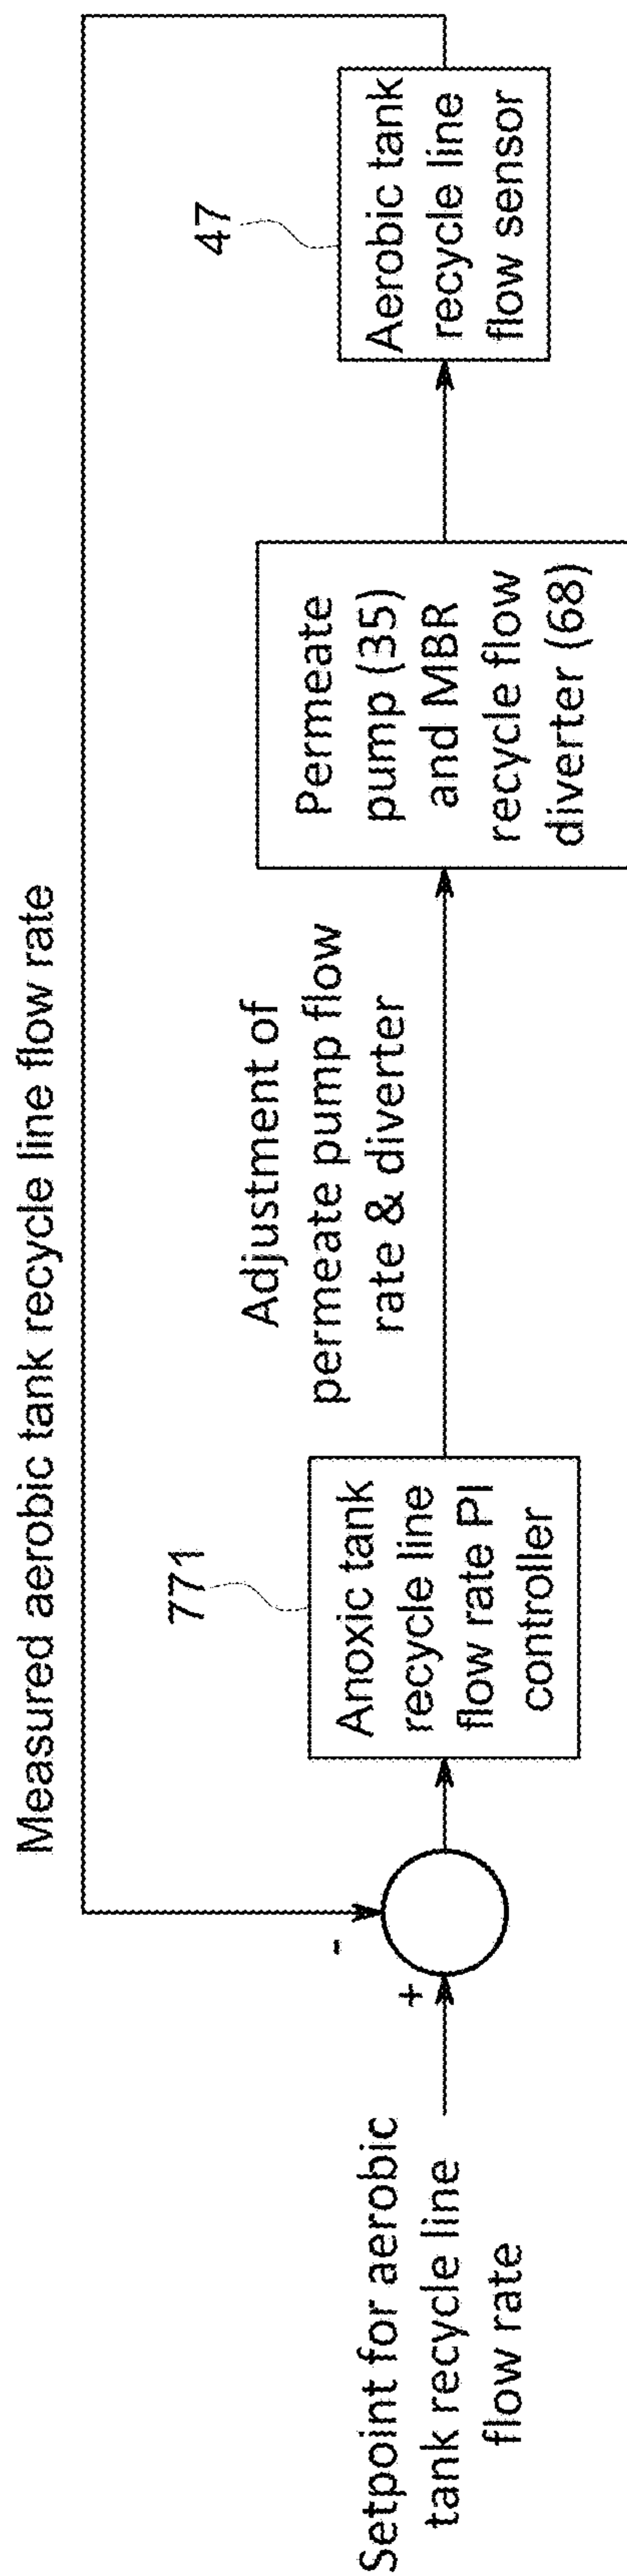 Measured aerobic tank recycle line flow rate
Setpoint for aerobic
tank recycle line
flow rate
+
-
771
Anoxic tank
recycle line
flow rate PI
controller
Adjustment of
permeate pump flow
rate & diverter
Permeate
pump (35)
and MBR
recycle flow
diverter (68)
47
Aerobic tank
recycle line
flow sensor